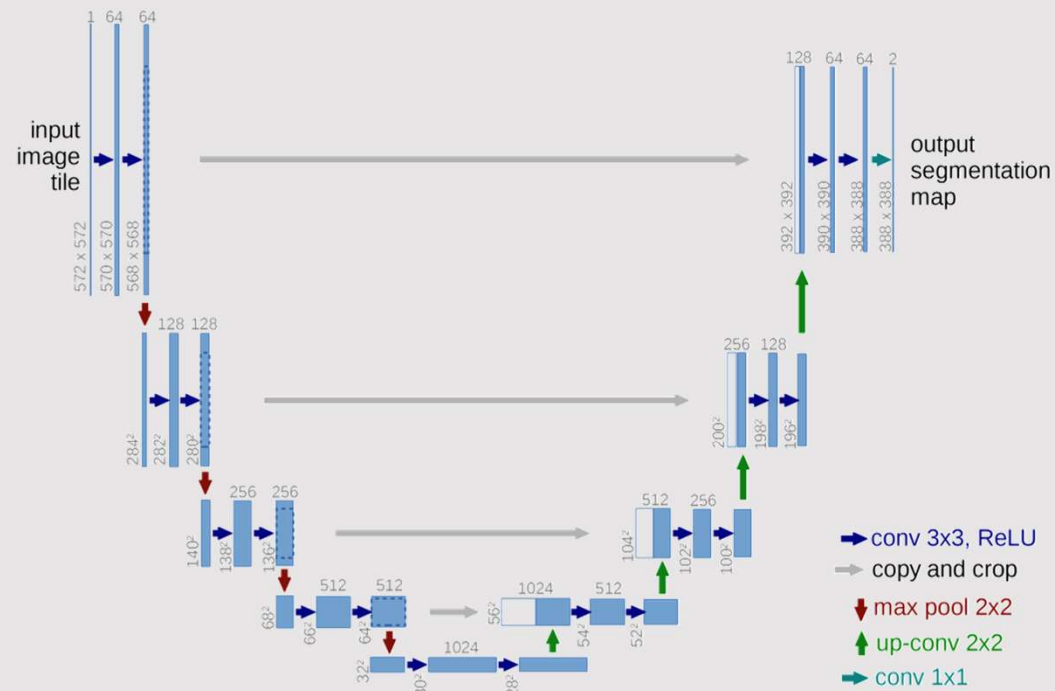 1 64 64
input
image
tile
572 x 572
570 x 570
568 x 568
128 64 64 2
392 x 392
390 x 390
388 x 388
388 x 388
output
segmentation
map
128 128
284²
282²
280²
256 128
200²
198²
196²
256 256
140²
138²
136²
512 256
104²
102²
100²
512 512
68²
66²
64²
1024 512
56²
54²
52²
1024
32²
conv 3x3, ReLU
copy and crop
max pool 2x2
up-conv 2x2
conv 1x1